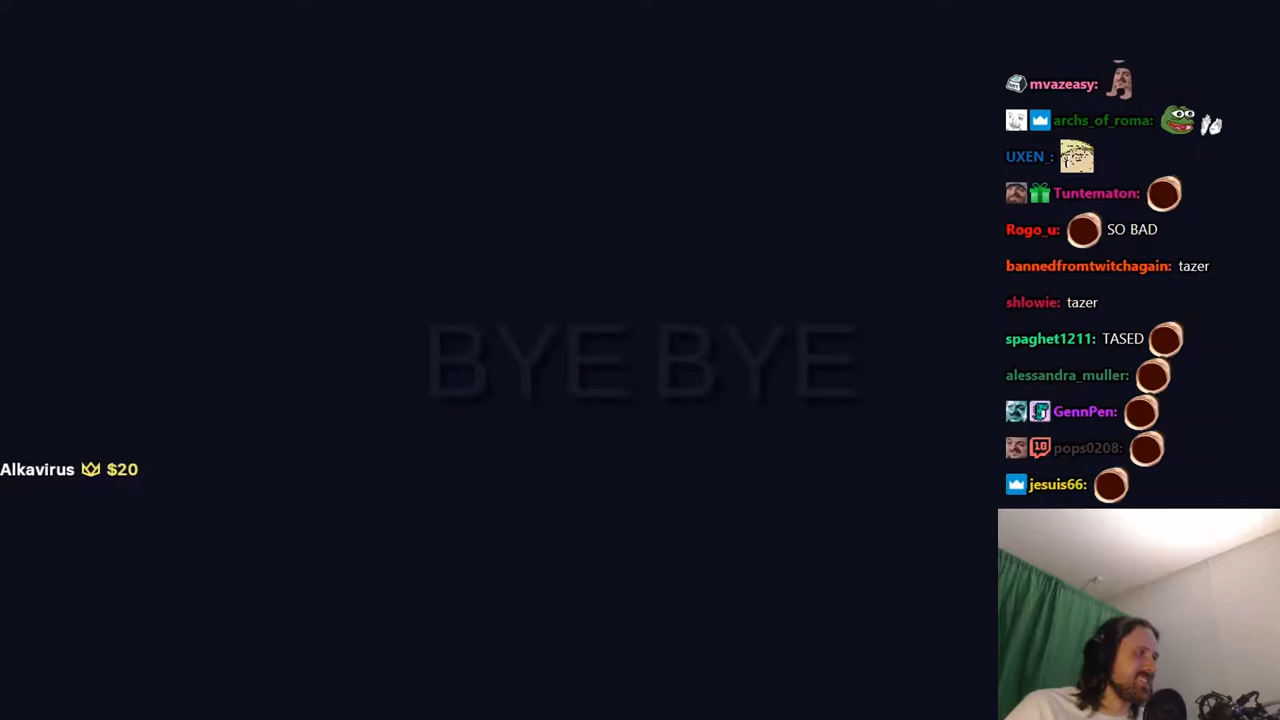 mvazeasy:
archs_of_roma:
UXEN_:
Tuntematon:
Rogo_u: SO BAD
bannedfromtwitchagain: tazer
shlowie: tazer
spaghet1211: TASED
alessandra_muller:
GennPen:
18 pops0208:
jesuis66:
BYE BYE
Alkavirus $20